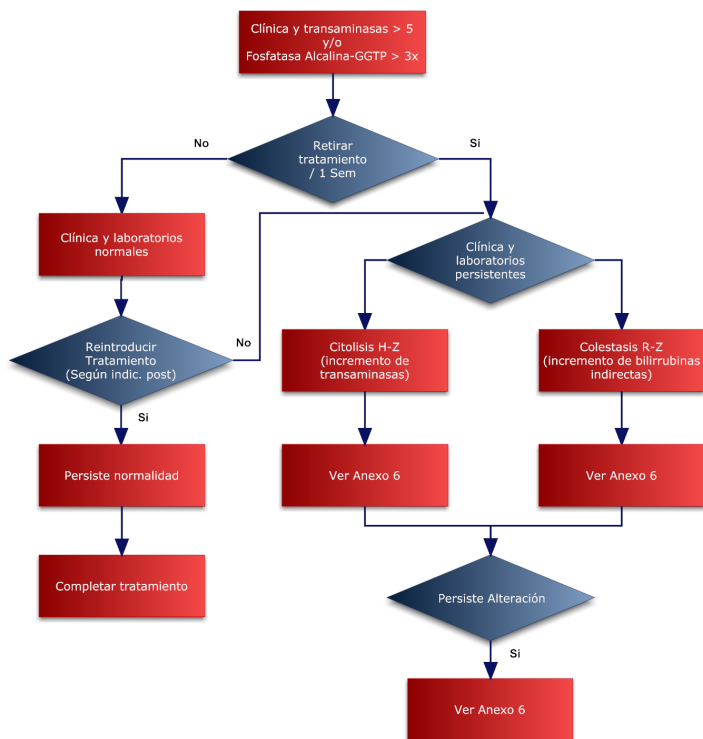 Clínica y transaminasas > 5
y/o
Fosfatasa Alcalina-GGTP > 3x
No
Retirar
tratamiento
/ 1 Sem
Si
Clínica y laboratorios
normales
Clínica y
laboratorios
persistentes
Reintroducir
Tratamiento
(Según indic. post)
No
Citolisis H-Z
(incremento de
transaminasas)
Colestasis R-Z
(incremento de bilirrubinas
indirectas)
Si
Persiste normalidad
Ver Anexo 6
Ver Anexo 6
Completar tratamiento
Persiste Alteración
Si
Ver Anexo 6